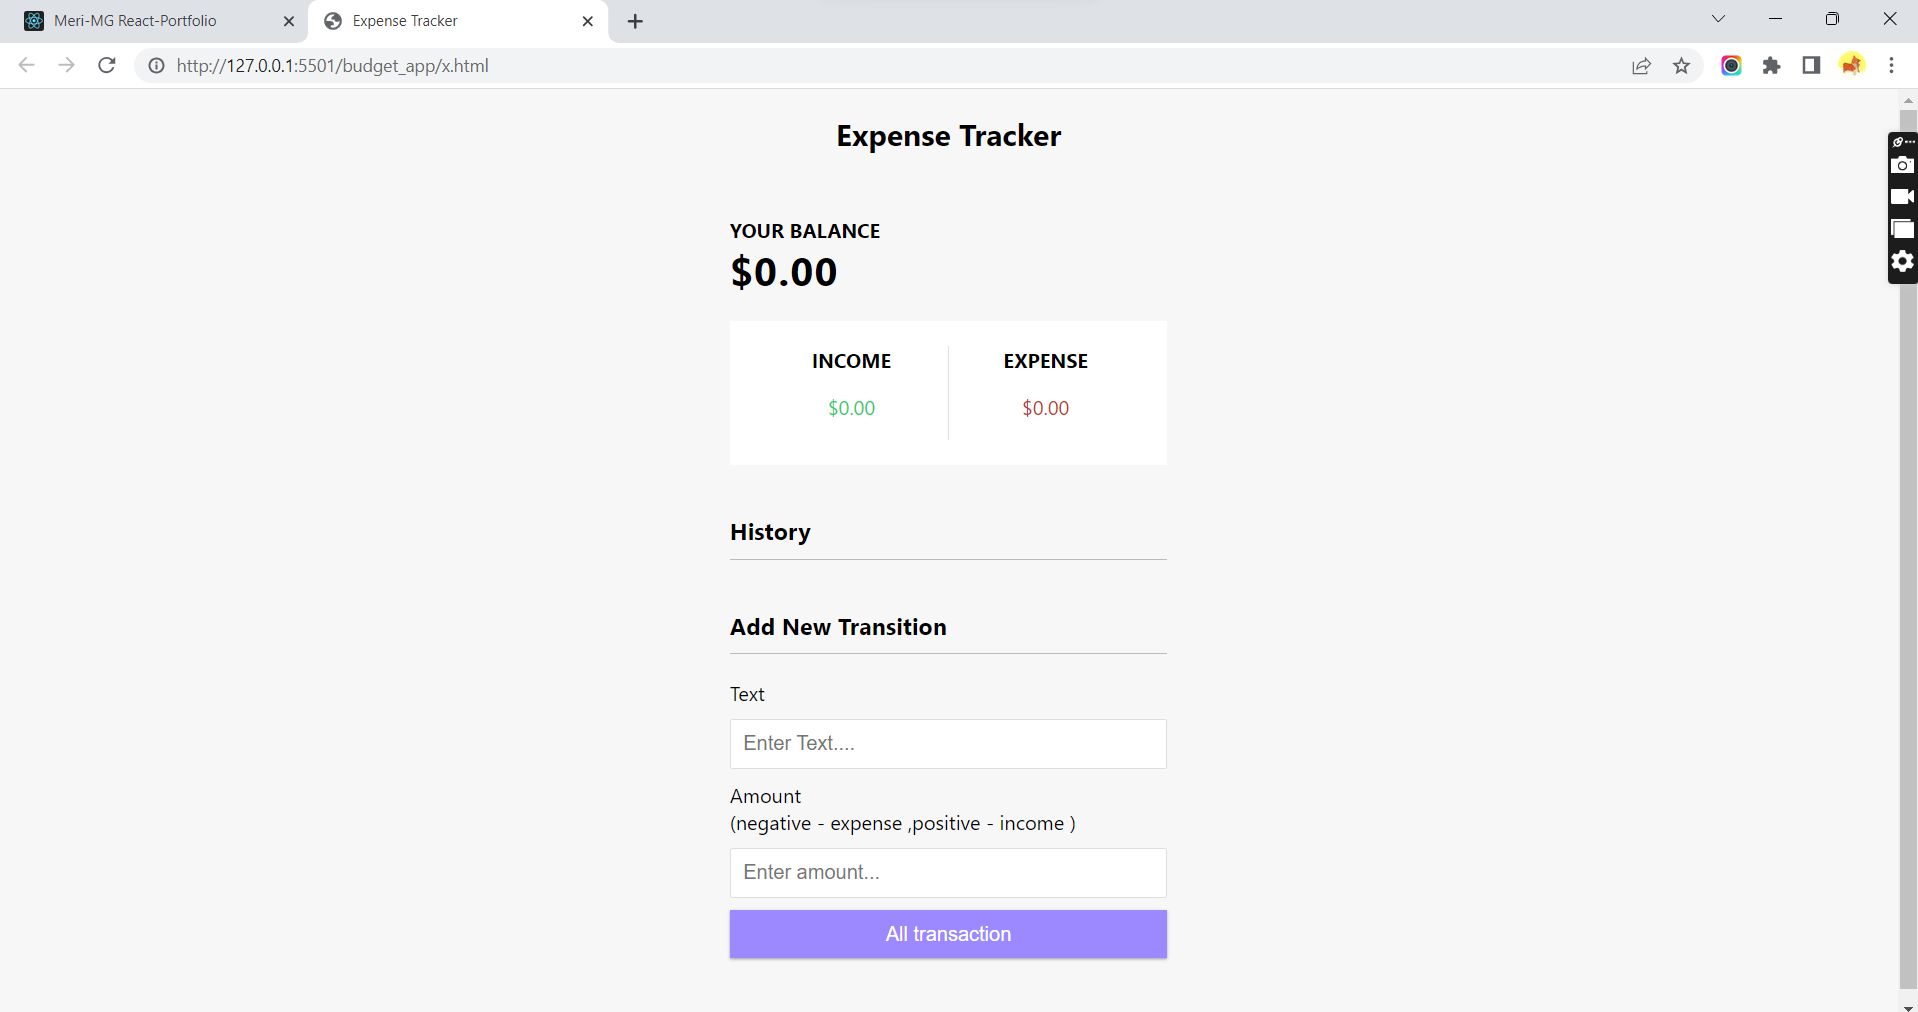 Meri-MG React-Portfolio
Expense Tracker
http://127.0.0.1:5501/budget_app/x.html
Expense Tracker
YOUR BALANCE
$0.00
INCOME
EXPENSE
$0.00
$0.00
History
Add New Transition
Text
Enter Text....
Amount
(negative - expense ,positive - income )
Enter amount...
All transaction